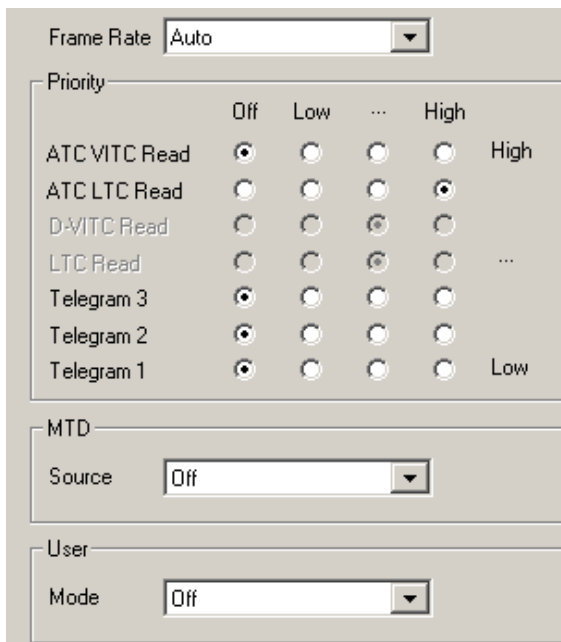 Frame Rate Auto
Priority
Off Low ... High
ATC VITC Read High
ATC LTC Read
D-VITC Read
LTC Read ...
Telegram 3
Telegram 2
Telegram 1 Low
MTD
Source Off
User
Mode Off